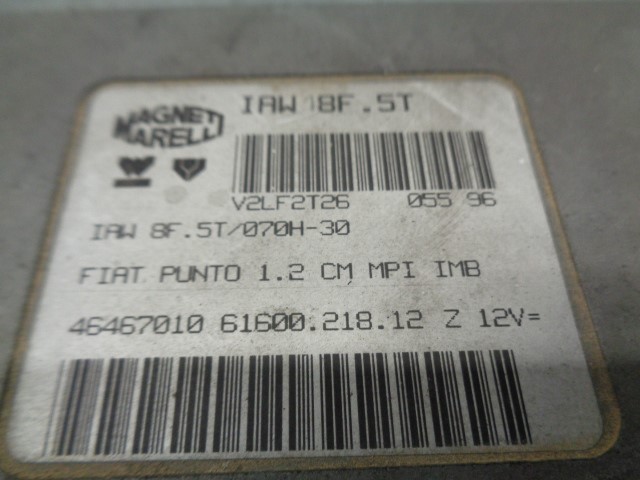 MAGNETI
MARELLI
IAW 8F.5T
V2LF2T26 055 96
IAW 8F.5T/070H-30
FIAT PUNTO 1.2 CM MPI IMB
46467010 61600.218.12 Z 12V=